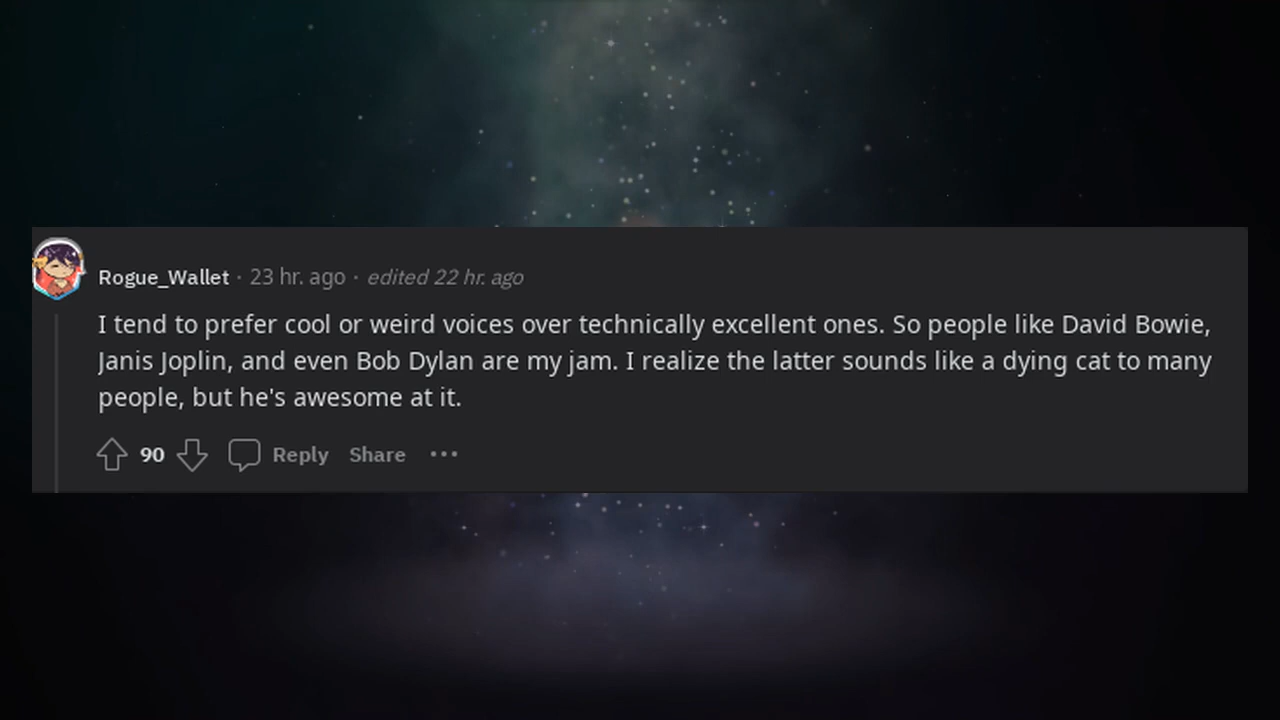 Rogue_Wallet · 23 hr. ago · edited 22 hr. ago
I tend to prefer cool or weird voices over technically excellent ones. So people like David Bowie,
Janis Joplin, and even Bob Dylan are my jam. I realize the latter sounds like a dying cat to many
people, but he's awesome at it.
90 Reply Share •••